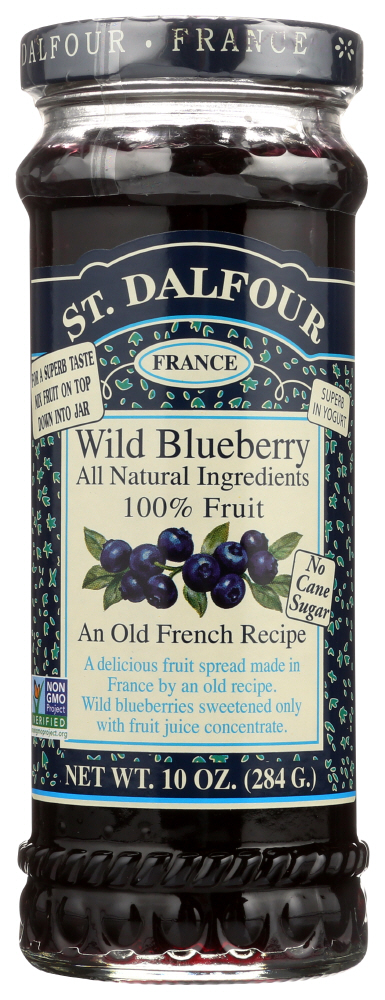 DALFOUR • FRANCE
ST. DALFOUR
FRANCE
FOR A SUPERB TASTE
MIX FRUIT ON TOP
DOWN INTO JAR
SUPERB
IN YOGURT
Wild Blueberry
All Natural Ingredients
100% Fruit
No
Cane
Sugar
An Old French Recipe
A delicious fruit spread made in
France by an old recipe.
Wild blueberries sweetened only
with fruit juice concentrate.
NON
GMO
Project
VERIFIED
nongmoproject.org
NET WT. 10 OZ. (284 G.)